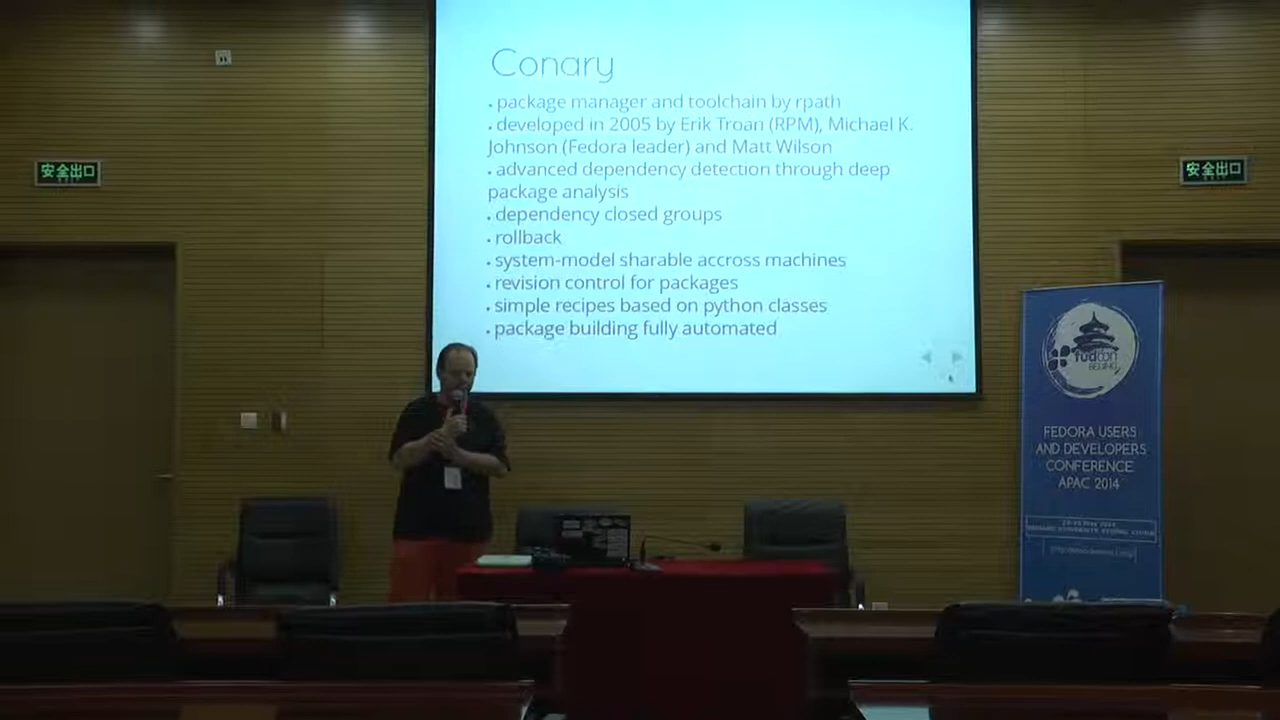 Conary
• package manager and toolchain by rpath
• developed in 2005 by Erik Troan (RPM), Michael K.
Johnson (Fedora leader) and Matt Wilson
• advanced dependency detection through deep
package analysis
• dependency closed groups
• rollback
• system-model sharable accross machines
• revision control for packages
• simple recipes based on python classes
• package building fully automated
安全出口
安全出口
fudcon
BEIJING
FEDORA USERS
AND DEVELOPERS
CONFERENCE
APAC 2014